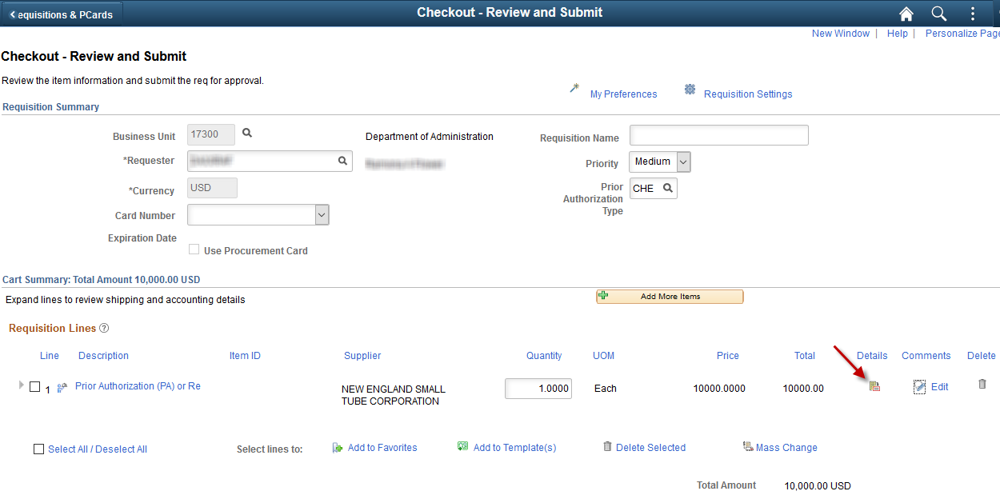 equisitions & PCards
Checkout - Review and Submit
New Window | Help | Personalize Page
Checkout - Review and Submit
Review the item information and submit the req for approval.
My Preferences Requisition Settings
Requisition Summary
Business Unit 17300 Department of Administration Requisition Name
*Requester Priority Medium
*Currency USD Prior Authorization Type CHE
Card Number
Expiration Date
Use Procurement Card
Cart Summary: Total Amount 10,000.00 USD
Expand lines to review shipping and accounting details Add More Items
Requisition Lines ?
Line Description Item ID Supplier Quantity UOM Price Total Details Comments Delete
1 Prior Authorization (PA) or Re NEW ENGLAND SMALL TUBE CORPORATION 1.0000 Each 10000.0000 10000.00 Edit
Select All / Deselect All Select lines to: Add to Favorites Add to Template(s) Delete Selected Mass Change
Total Amount 10,000.00 USD